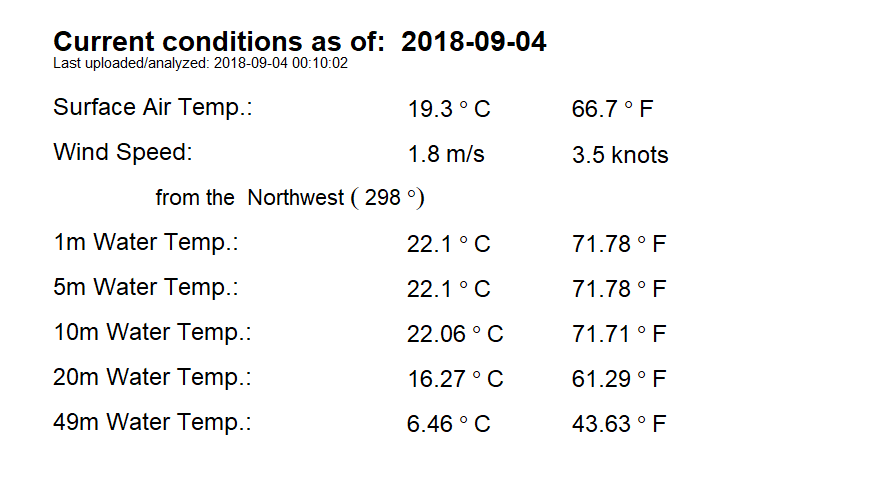 Current conditions as of: 2018-09-04
Last uploaded/analyzed: 2018-09-04 00:10:02
Surface Air Temp.: 19.3 ° C 66.7 ° F
Wind Speed: 1.8 m/s 3.5 knots
from the Northwest ( 298 °)
1m Water Temp.: 22.1 ° C 71.78 ° F
5m Water Temp.: 22.1 ° C 71.78 ° F
10m Water Temp.: 22.06 ° C 71.71 ° F
20m Water Temp.: 16.27 ° C 61.29 ° F
49m Water Temp.: 6.46 ° C 43.63 ° F